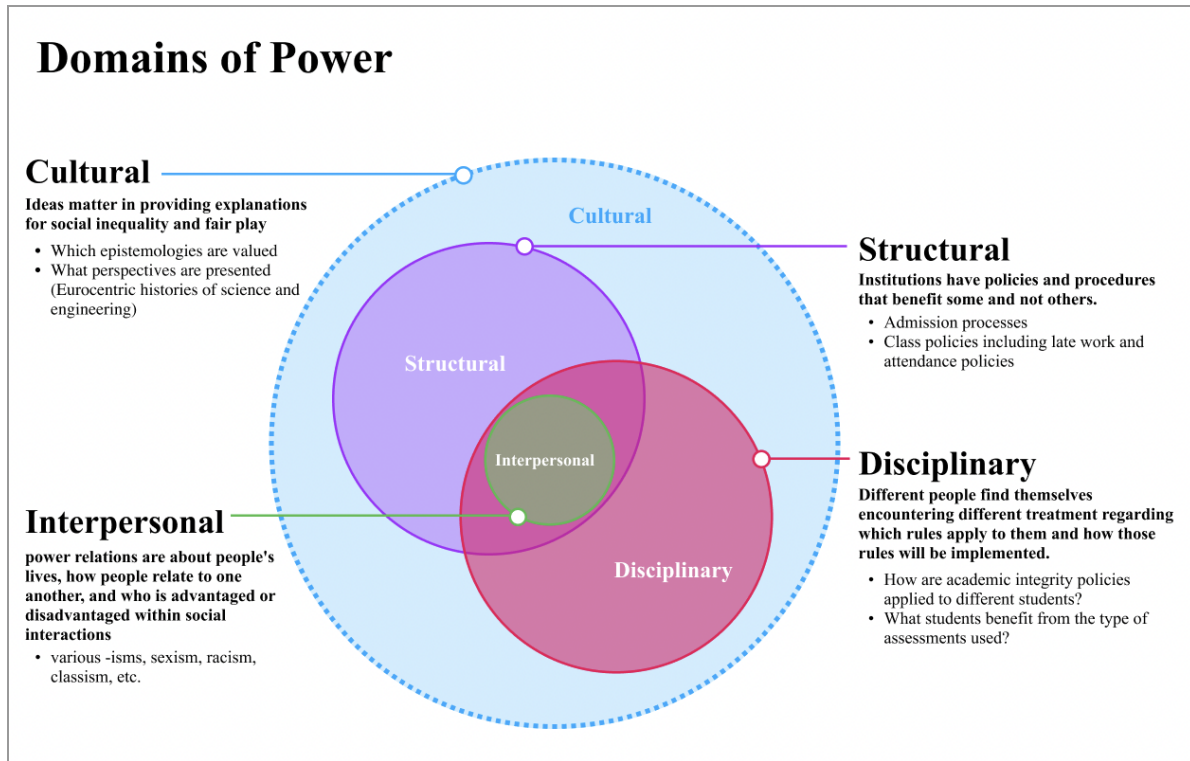 Domains of Power
Cultural
Ideas matter in providing explanations
for social inequality and fair play
• Which epistemologies are valued
• What perspectives are presented
(Eurocentric histories of science and
engineering)
Interpersonal
power relations are about people's
lives, how people relate to one
another, and who is advantaged or
disadvantaged within social
interactions
• various -isms, sexism, racism,
classism, etc.
Cultural
Structural
Interpersonal
Disciplinary
Structural
Institutions have policies and procedures
that benefit some and not others.
• Admission processes
• Class policies including late work and
attendance policies
Disciplinary
Different people find themselves
encountering different treatment regarding
which rules apply to them and how those
rules will be implemented.
• How are academic integrity policies
applied to different students?
• What students benefit from the type of
assessments used?